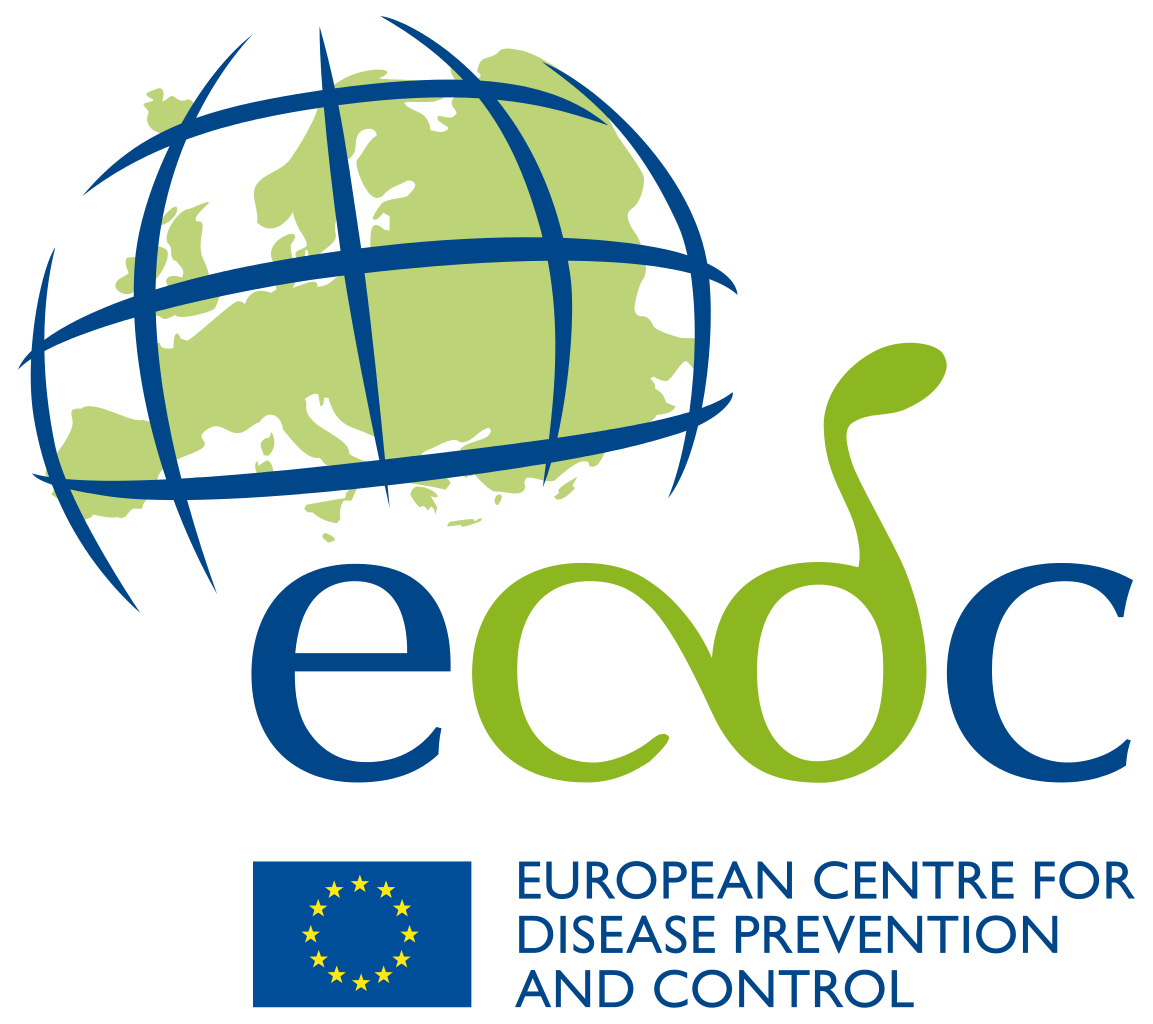 ecdc
EUROPEAN CENTRE FOR
DISEASE PREVENTION
AND CONTROL